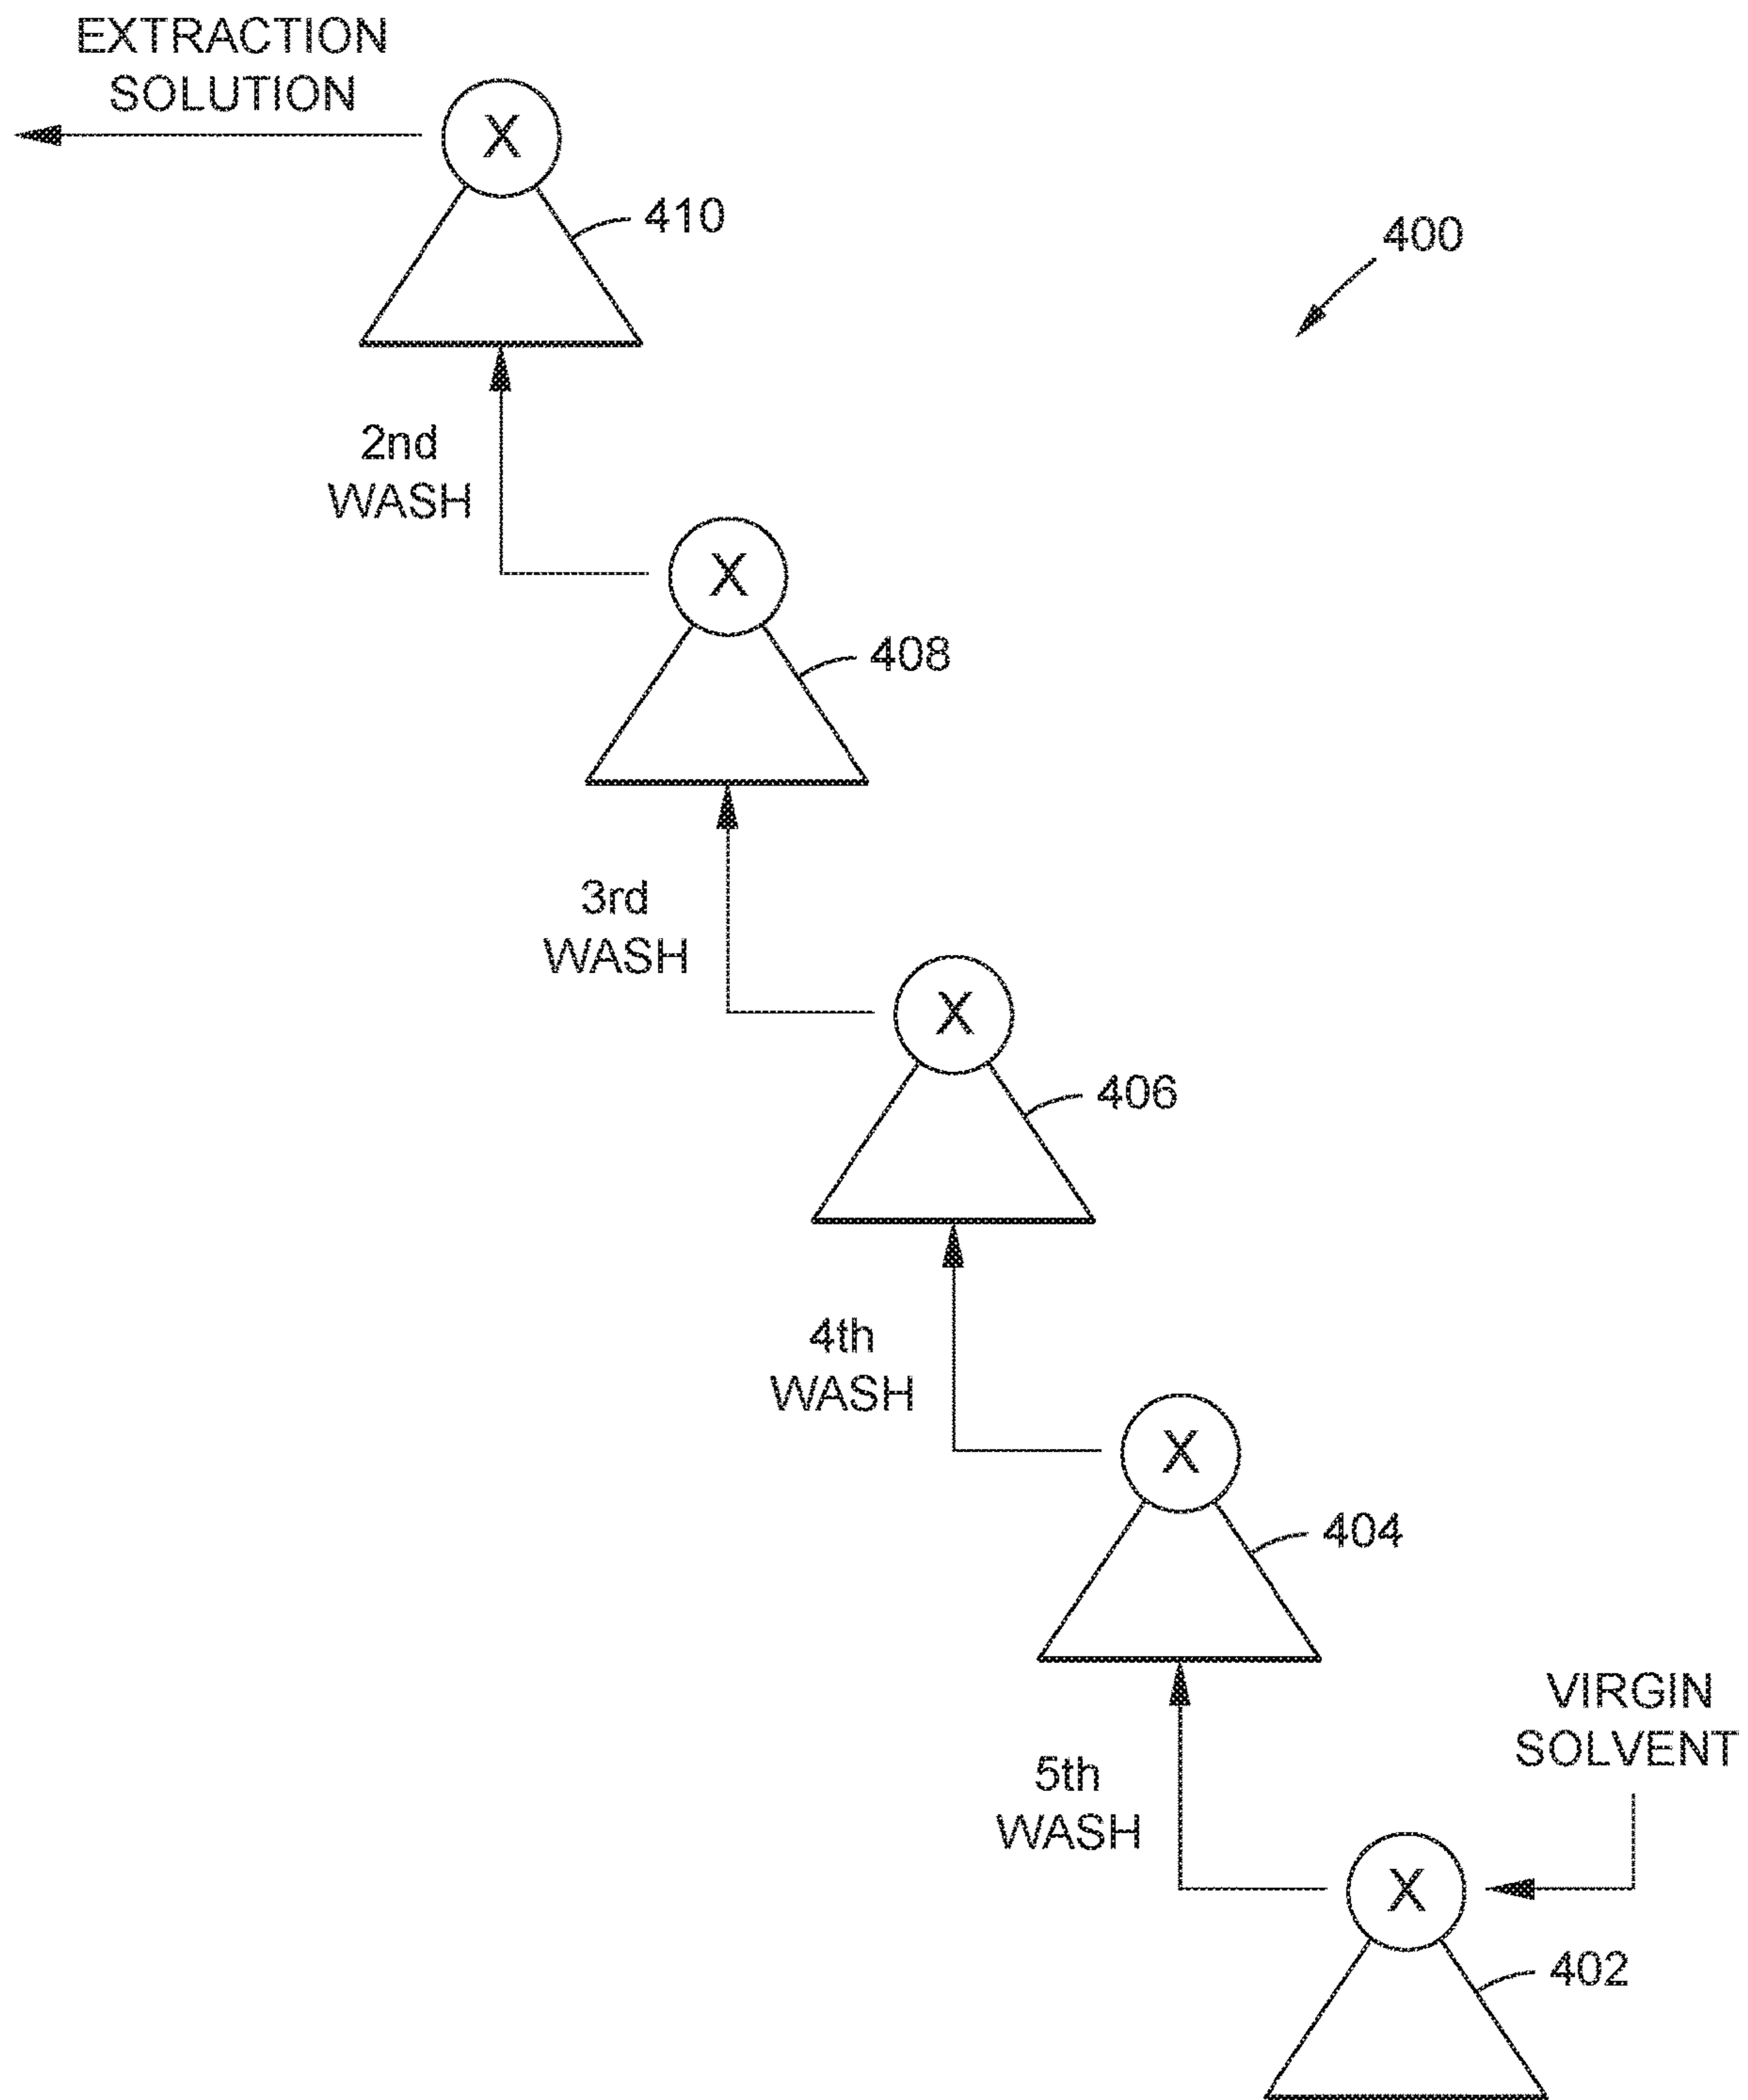 EXTRACTION
SOLUTION
X
410
400
2nd
WASH
X
408
3rd
WASH
X
406
4th
WASH
X
404
VIRGIN
SOLVENT
5th
WASH
X
402